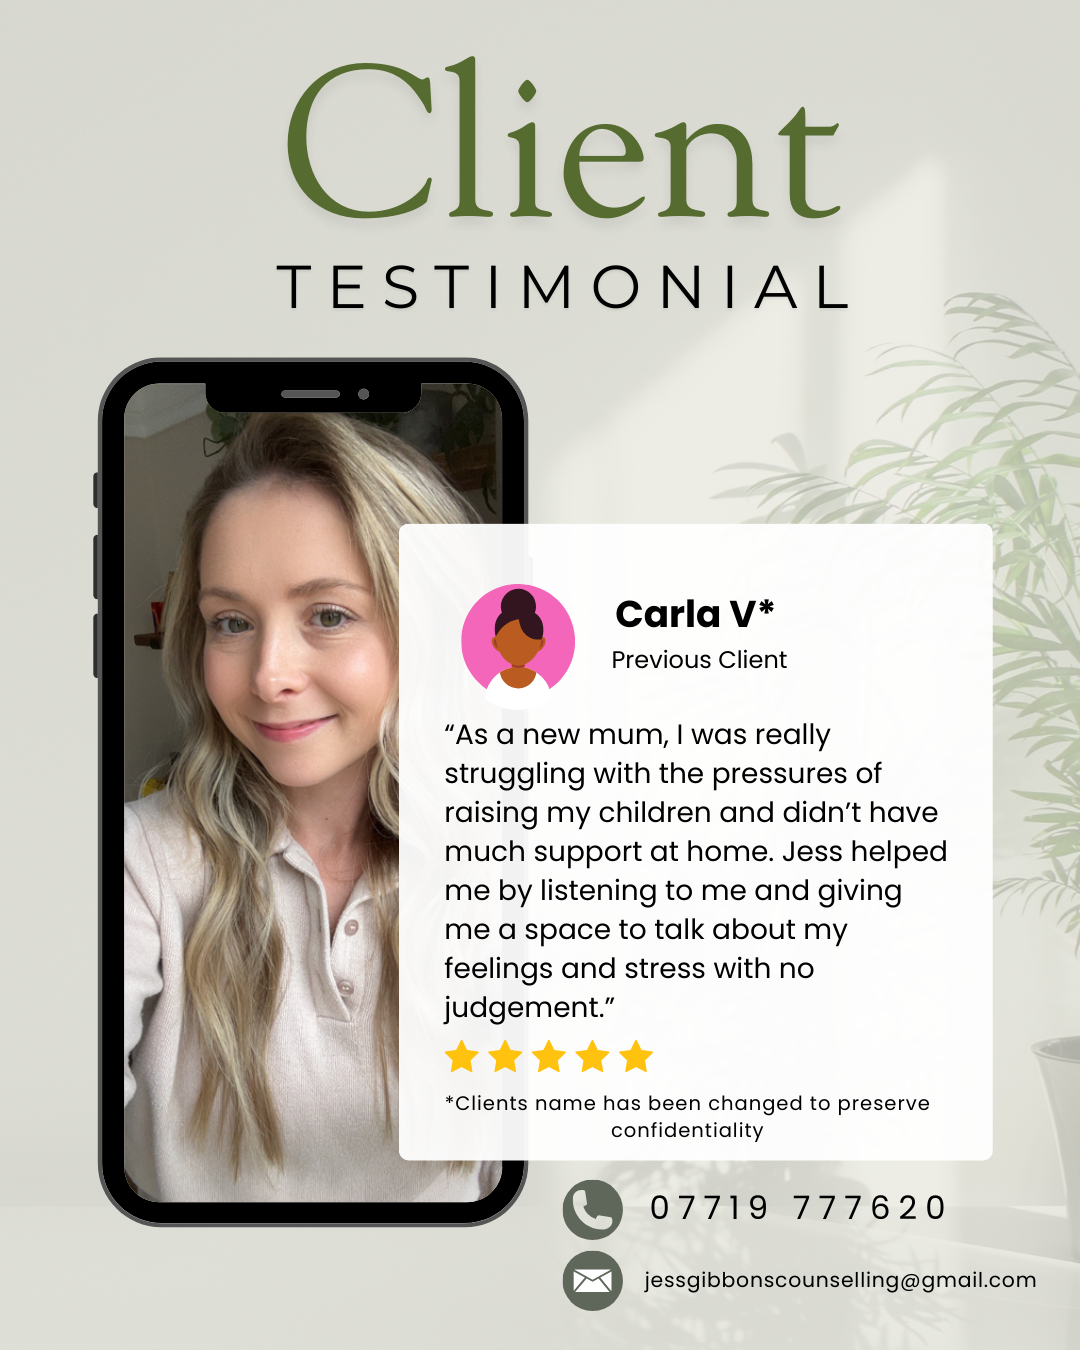 Client
TESTIMONIAL
Carla V*
Previous Client
“As a new mum, I was really
struggling with the pressures of
raising my children and didn’t have
much support at home. Jess helped
me by listening to me and giving
me a space to talk about my
feelings and stress with no
judgement.”
*Clients name has been changed to preserve
confidentiality
07719 777620
jessgibbonscounselling@gmail.com